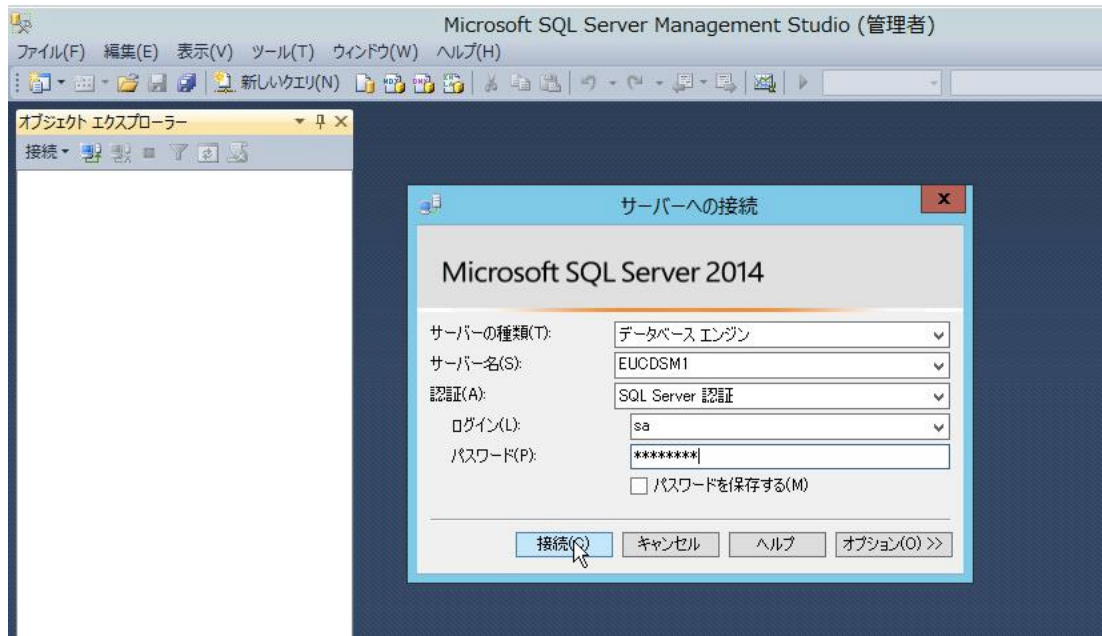 Microsoft SQL Server Management Studio (管理者)
ファイル(F) 編集(E) 表示(V) ツール(T) ウィンドウ(W) ヘルプ(H)
新しいクエリ(N)
オブジェクト エクスプローラー
接続
サーバーへの接続
Microsoft SQL Server 2014
サーバーの種類(T): データベース エンジン
サーバー名(S): EUCDSM1
認証(A): SQL Server 認証
ログイン(L): sa
パスワード(P): ********
パスワードを保存する(M)
接続(C) キャンセル ヘルプ オプション(O) >>